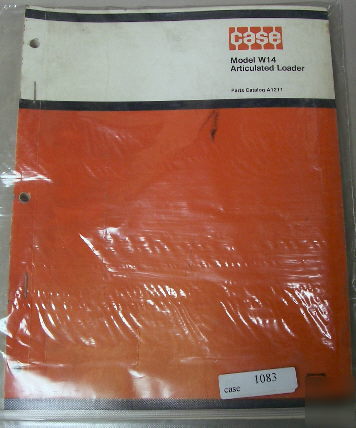 case
Model W14
Articulated Loader
Parts Catalog A1211
case 1083